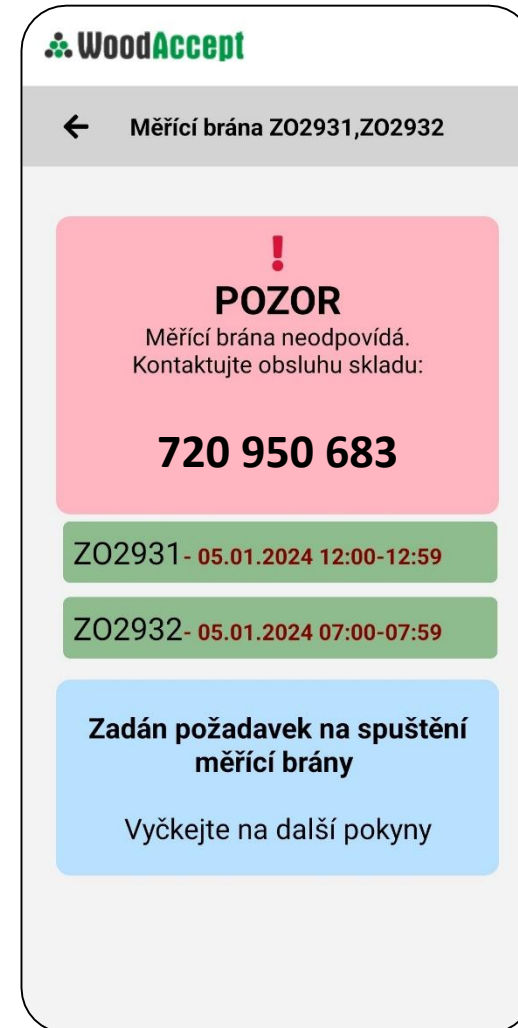 WoodAccept
Měřící brána ZO2931,ZO2932
POZOR
Měřící brána neodpovídá.
Kontaktujte obsluhu skladu:
720 950 683
ZO2931- 05.01.2024 12:00-12:59
ZO2932- 05.01.2024 07:00-07:59
Zadán požadavek na spuštění
měřící brány
Vyčkejte na další pokyny